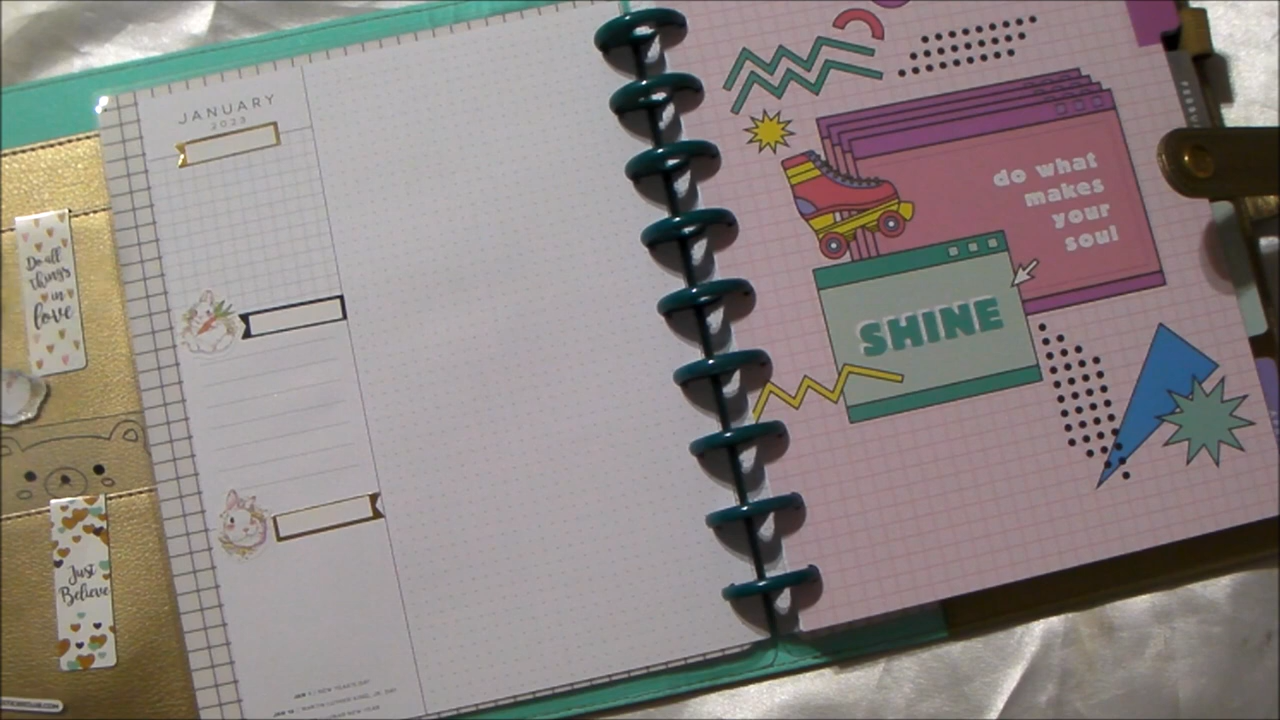 JANUARY
2023
Do all
things
in
love
Just
Believe
do what
makes
your
soul
SHINE